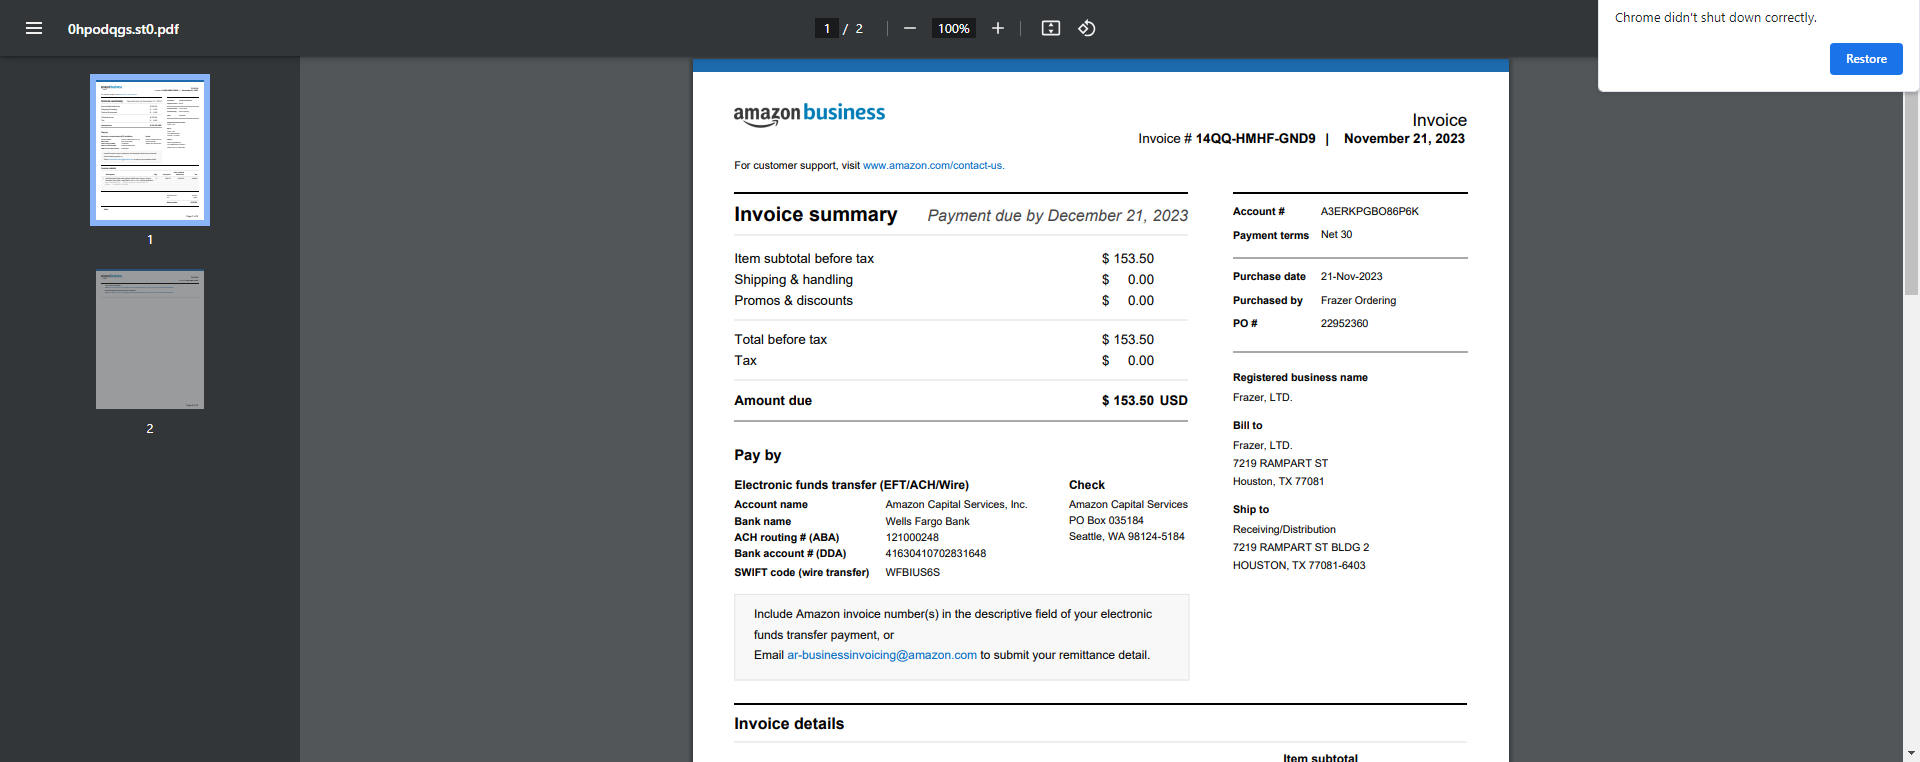 0hpodqgs.st0.pdf
1 / 2
100%
Chrome didn't shut down correctly.
Restore
1
2
amazon business
Invoice
Invoice # 14QQ-HMHF-GND9 | November 21, 2023
For customer support, visit www.amazon.com/contact-us.
Invoice summary Payment due by December 21, 2023
Item subtotal before tax $ 153.50
Shipping & handling $ 0.00
Promos & discounts $ 0.00
Total before tax $ 153.50
Tax $ 0.00
Amount due $ 153.50 USD
Account # A3ERKPGBO86P6K
Payment terms Net 30
Purchase date 21-Nov-2023
Purchased by Frazer Ordering
PO # 22952360
Registered business name
Frazer, LTD.
Bill to
Frazer, LTD.
7219 RAMPART ST
Houston, TX 77081
Ship to
Receiving/Distribution
7219 RAMPART ST BLDG 2
HOUSTON, TX 77081-6403
Pay by
Electronic funds transfer (EFT/ACH/Wire)
Account name Amazon Capital Services, Inc.
Bank name Wells Fargo Bank
ACH routing # (ABA) 121000248
Bank account # (DDA) 41630410702831648
SWIFT code (wire transfer) WFBIUS6S
Check
Amazon Capital Services
PO Box 035184
Seattle, WA 98124-5184
Include Amazon invoice number(s) in the descriptive field of your electronic
funds transfer payment, or
Email ar-businessinvoicing@amazon.com to submit your remittance detail.
Invoice details
Item subtotal